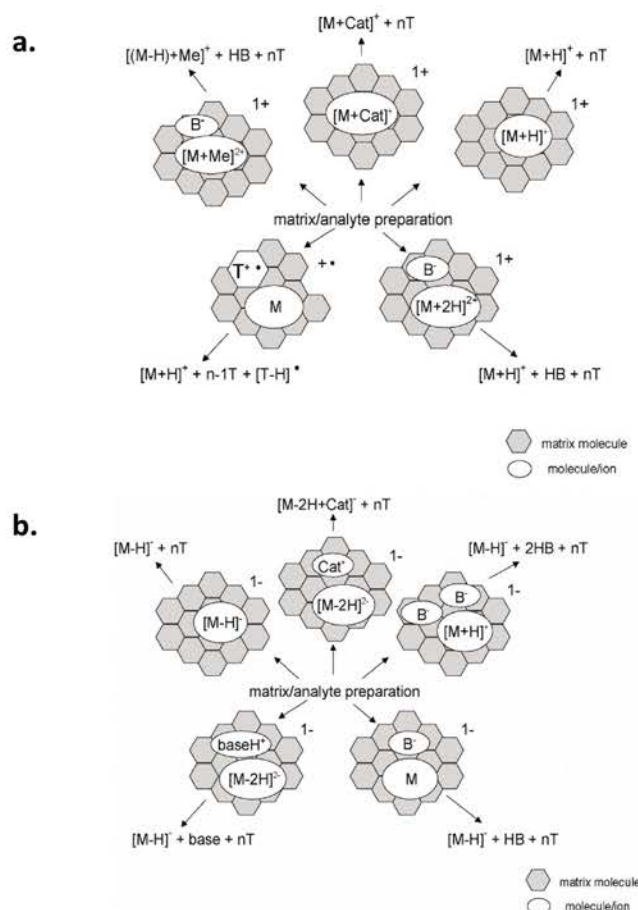 a.
[M+Cat]⁺ + nT
[(M-H)+Me]⁺ + HB + nT
[M+H]⁺ + nT
1+
1+
1+
B⁻
[M+Me]²⁺
[M+Cat]⁺
[M+H]⁺
matrix/analyte preparation
T⁺ •
+ •
M
B⁻
1+
[M+2H]²⁺
[M+H]⁺ + n-1T + [T-H] •
[M+H]⁺ + HB + nT
matrix molecule
molecule/ion
b.
[M-2H+Cat]⁻ + nT
[M-H]⁻ + nT
[M-H]⁻ + 2HB + nT
1-
1-
1-
Cat⁺
[M-2H]²⁻
[M-H]⁻
B⁻
B⁻
[M+H]⁺
matrix/analyte preparation
1-
1-
baseH⁺
[M-2H]²⁻
B⁻
M
[M-H]⁻ + base + nT
[M-H]⁻ + HB + nT
matrix molecule
molecule/ion